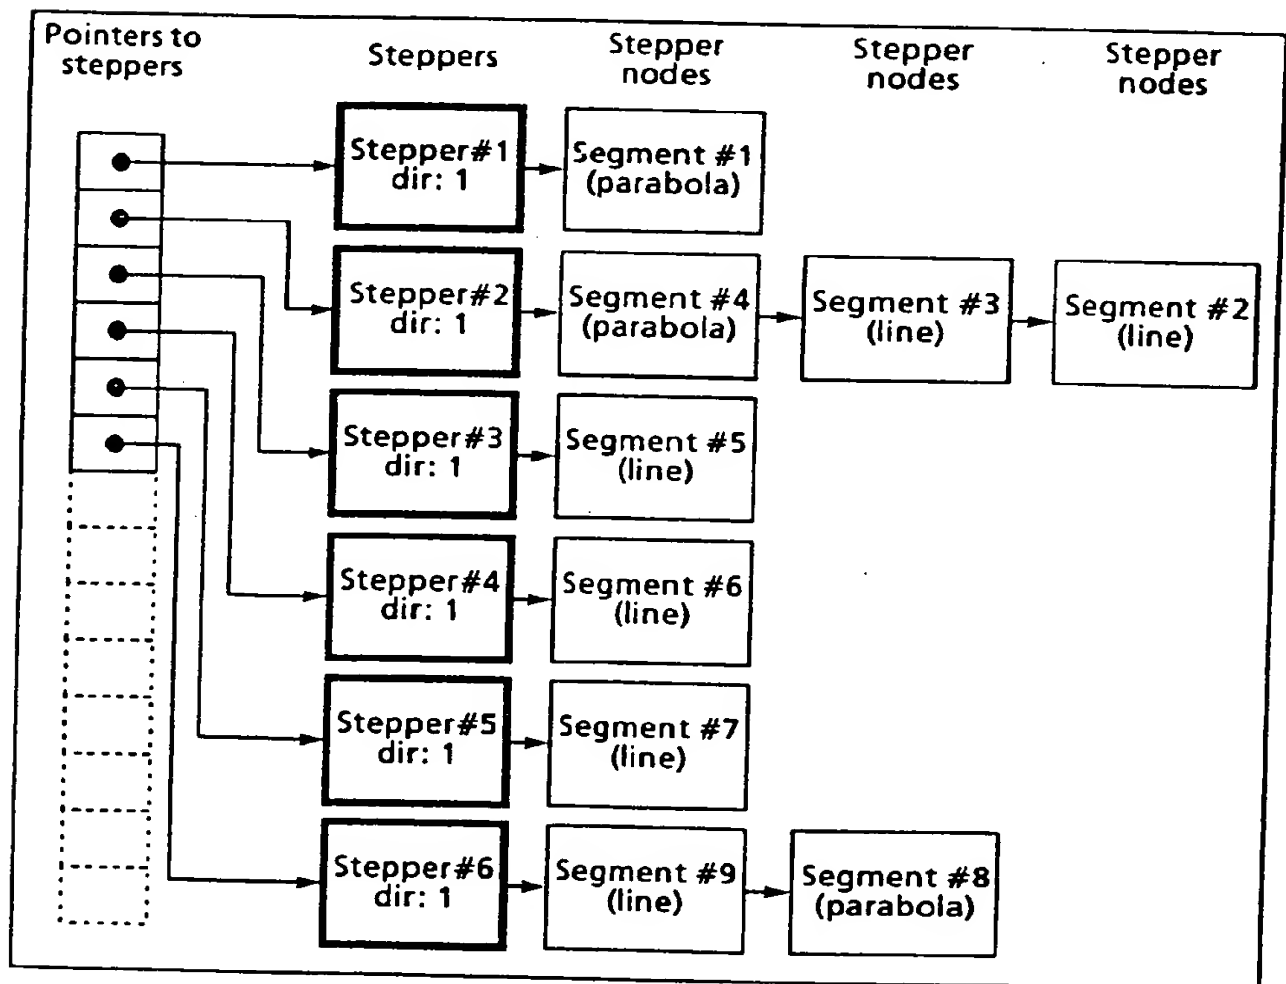 Pointers to
steppers
Steppers
Stepper
nodes
Stepper
nodes
Stepper
nodes
Stepper#1
dir: 1
Segment #1
(parabola)
Stepper#2
dir: 1
Segment #4
(parabola)
Segment #3
(line)
Segment #2
(line)
Stepper#3
dir: 1
Segment #5
(line)
Stepper#4
dir: 1
Segment #6
(line)
Stepper#5
dir: 1
Segment #7
(line)
Stepper#6
dir: 1
Segment #9
(line)
Segment #8
(parabola)